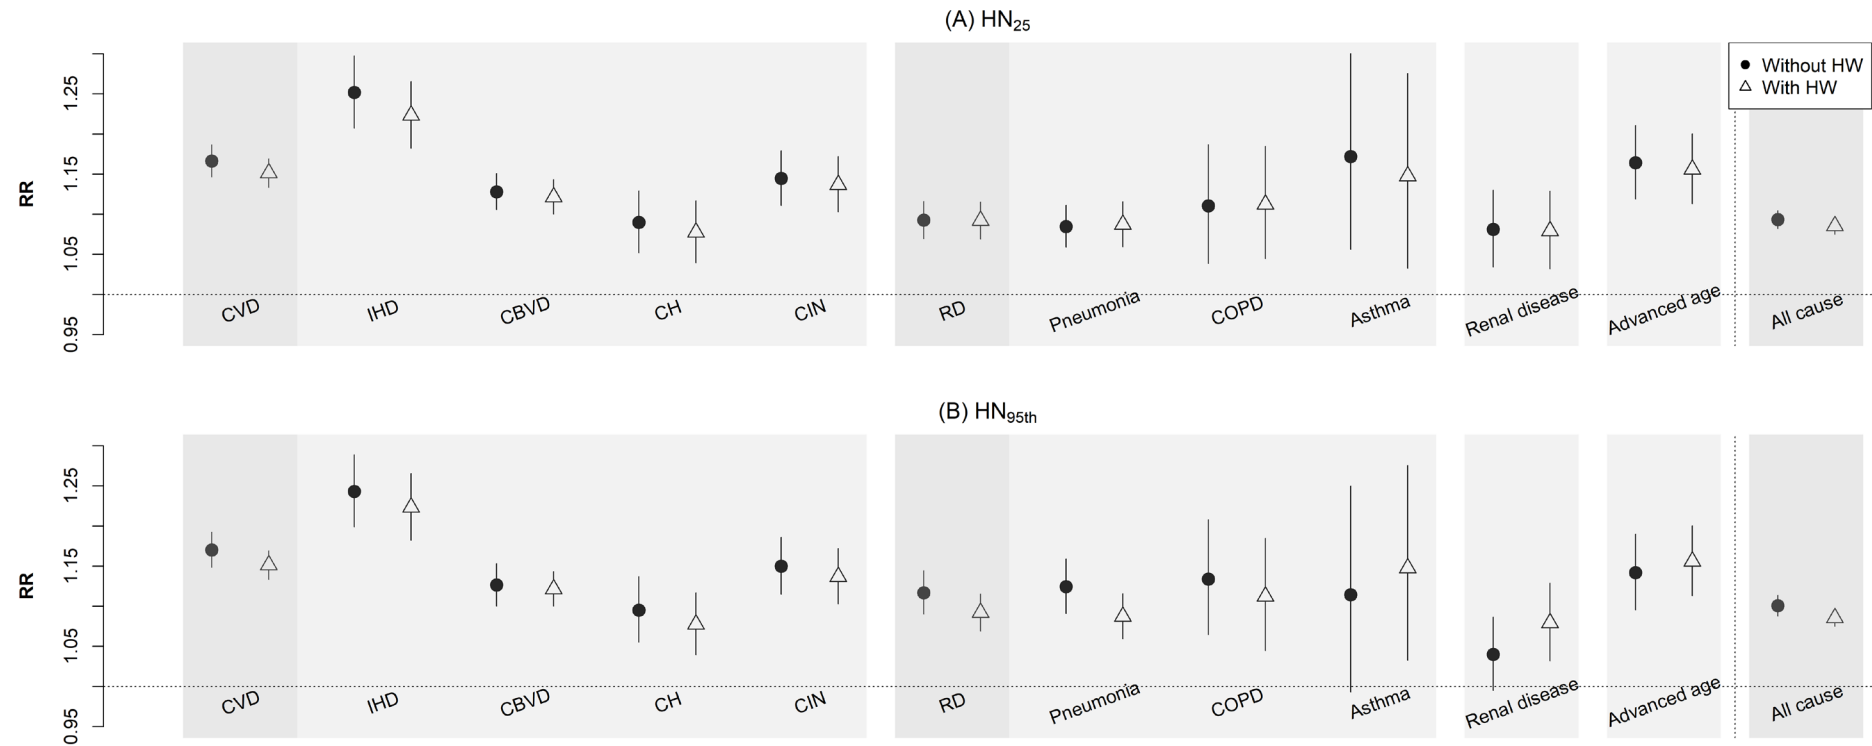 (A) HN25
Without HW
With HW
RR
1.25
1.15
1.05
0.95
CVD
IHD
CBVD
CH
CIN
RD
Pneumonia
COPD
Asthma
Renal disease
Advanced age
All cause
(B) HN95th
RR
1.25
1.15
1.05
0.95
CVD
IHD
CBVD
CH
CIN
RD
Pneumonia
COPD
Asthma
Renal disease
Advanced age
All cause